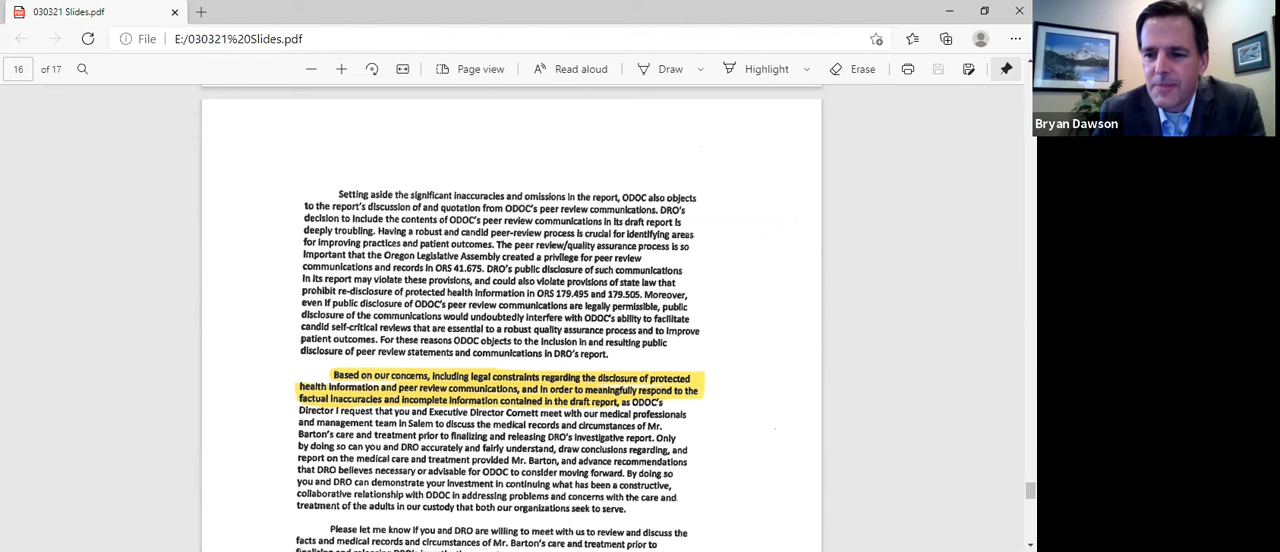 030321 Slides.pdf
File E:/030321%20Slides.pdf
16 of 17 Page view Read aloud Draw Highlight Erase
Bryan Dawson
Setting aside the significant inaccuracies and omissions in the report, ODOC also objects
to the report's discussion of and quotation from ODOC's peer review communications. DRO's
decision to include the contents of ODOC's peer review communications in its draft report is
deeply troubling. Having a robust and candid peer-review process is crucial for identifying areas
for improving practices and patient outcomes. The peer review/quality assurance process is so
important that the Oregon Legislative Assembly created a privilege for peer review
communications and records in ORS 41.675. DRO's public disclosure of such communications
in its report may violate these provisions, and could also violate provisions of state law that
prohibit re-disclosure of protected health information in ORS 179.495 and 179.505. Moreover,
even if public disclosure of ODOC's peer review communications are legally permissible, public
disclosure of the communications would undoubtedly interfere with ODOC's ability to facilitate
candid self-critical reviews that are essential to a robust quality assurance process and to improve
patient outcomes. For these reasons ODOC objects to the inclusion in and resulting public
disclosure of peer review statements and communications in DRO's report.
Based on our concerns, including legal constraints regarding the disclosure of protected
health information and peer review communications, and in order to meaningfully respond to the
factual inaccuracies and incomplete information contained in the draft report, as ODOC's
Director I request that you and Executive Director Cornett meet with our medical professionals
and management team in Salem to discuss the medical records and circumstances of Mr.
Barton's care and treatment prior to finalizing and releasing DRO's investigative report. Only
by doing so can you and DRO accurately and fairly understand, draw conclusions regarding, and
report on the medical care and treatment provided Mr. Barton, and advance recommendations
that DRO believes necessary or advisable for ODOC to consider moving forward. By doing so
you and DRO can demonstrate your investment in continuing what has been a constructive,
collaborative relationship with ODOC in addressing problems and concerns with the care and
treatment of the adults in our custody that both our organizations seek to serve.
Please let me know if you and DRO are willing to meet with us to review and discuss the
facts and medical records and circumstances of Mr. Barton's care and treatment prior to